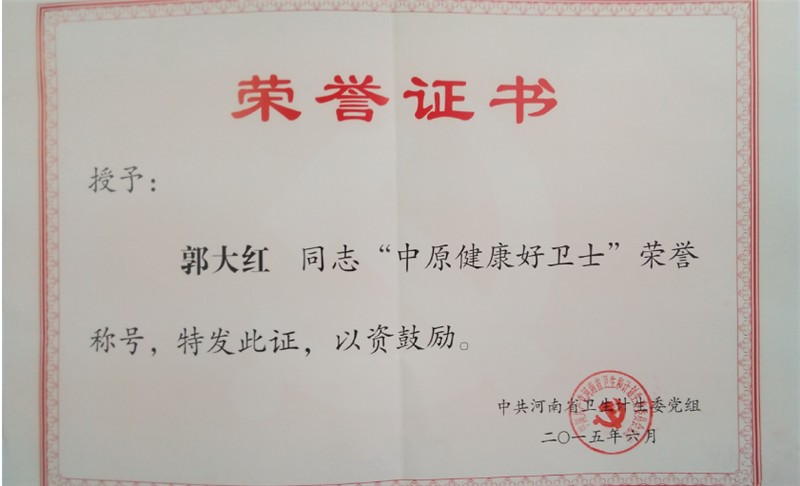 荣誉证书
授予：
郭大红 同志“中原健康好卫士”荣誉
称号，特发此证，以资鼓励。
中共河南省卫生计生委党组
二〇一五年六月